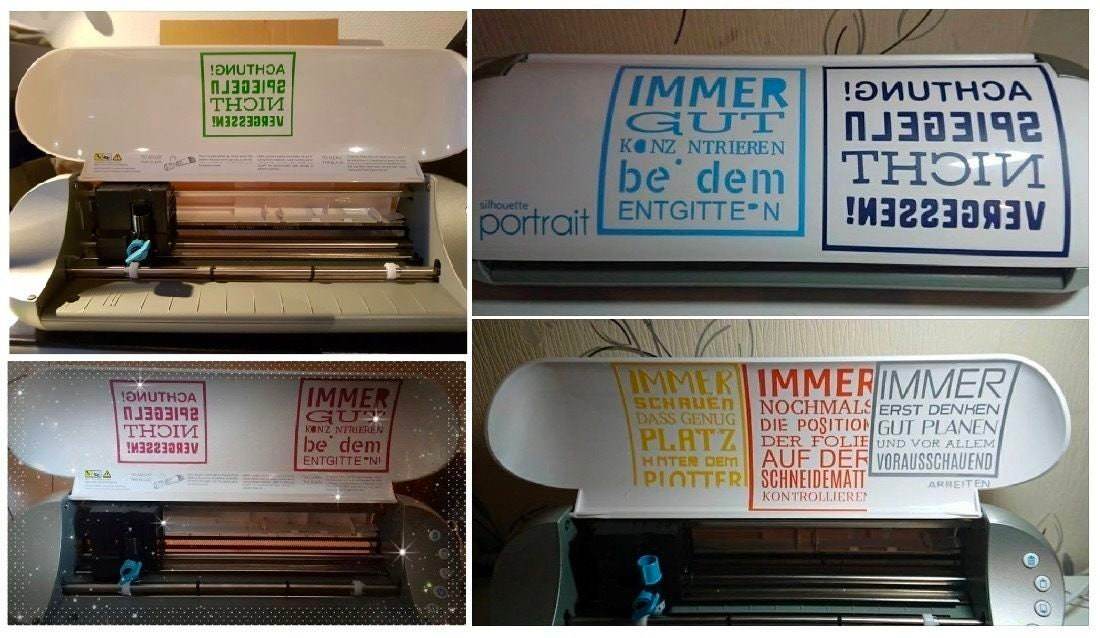 ACHTUNG!
SPIEGELN
NICHT
VERGESSEN!
IMMER
GUT
KONZ NTRIEREN
be dem
ENTGITTE N
silhouette
portrait
ACHTUNG!
SPIEGELN
NICHT
VERGESSEN!
ACHTUNG!
SPIEGELN
NICHT
VERGESSEN!
IMMER
GUT
KONZ NTRIEREN
be dem
ENTGITTE N!
IMMER
SCHAUEN
DASS GENUG
PLATZ
H NTER DEM
PLOTTER
IMMER
NOCHMALS
DIE POSITION
DER FOLIE
AUF DER
SCHNEIDEMATT
KONTROLLIEREN
IMMER
ERST DENKEN
GUT PLANEN
UND VOR ALLEM
VORAUSSCHAUEND
ARBEITEN